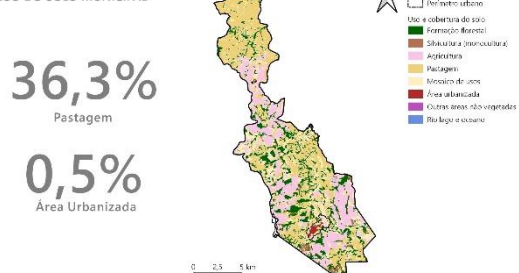 36,3%
Pastagem
0,5%
Área Urbanizada
Perímetro urbano
Uso e cobertura do solo
Formação florestal
Silvicultura (monocultura)
Agricultura
Pastagem
Mosaico de usos
Área urbanizada
Outras áreas não vegetadas
Rio lago e oceano
0 2,5 5 km